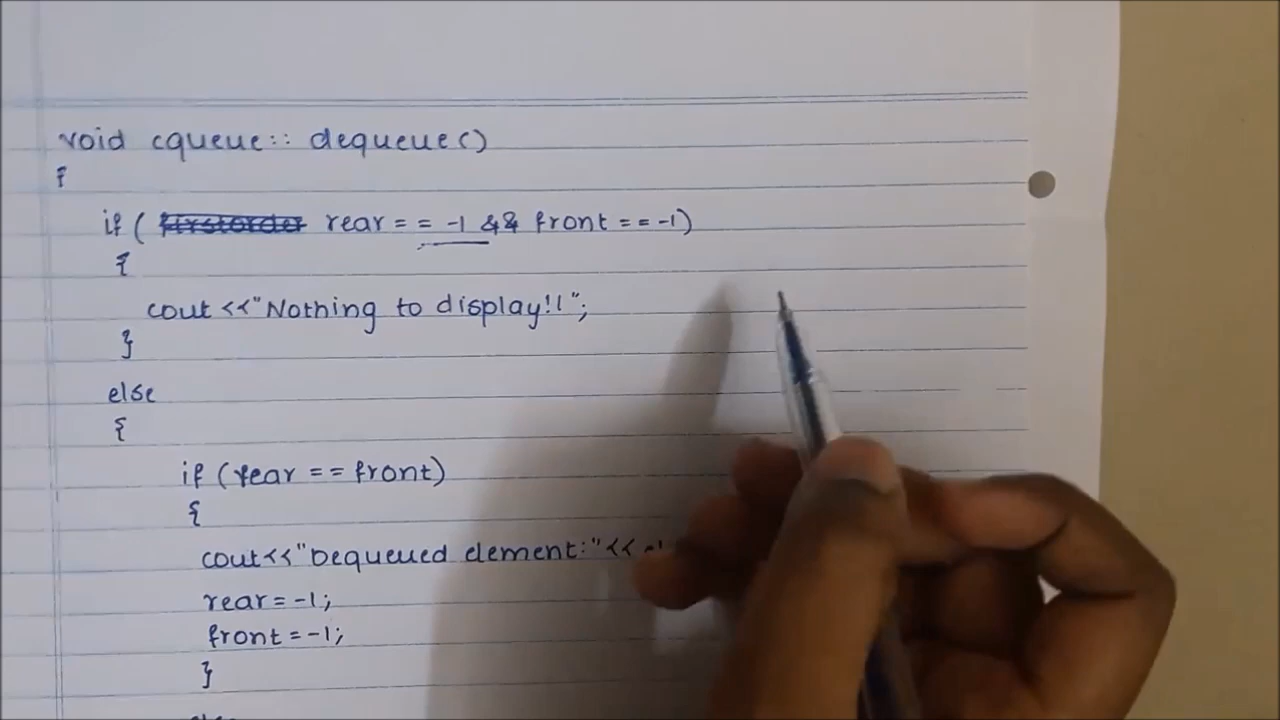 void cqueue:: dequeue()
{
if ( rear == -1 && front == -1)
{
cout <<"Nothing to display!!";
}
else
{
if (rear == front)
{
cout<<"Dequeued element:"<<
rear=-1;
front=-1;
}